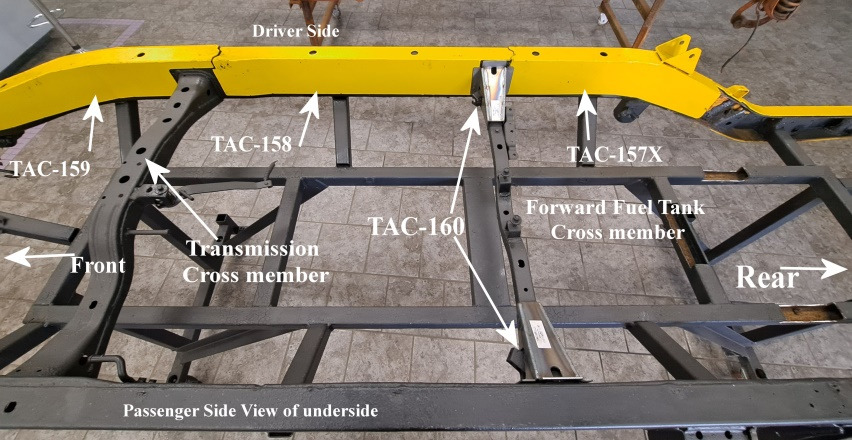 Driver Side
TAC-159
TAC-158
TAC-157X
TAC-160
Forward Fuel Tank
Cross member
Transmission
Cross member
Front
Rear
Passenger Side View of underside